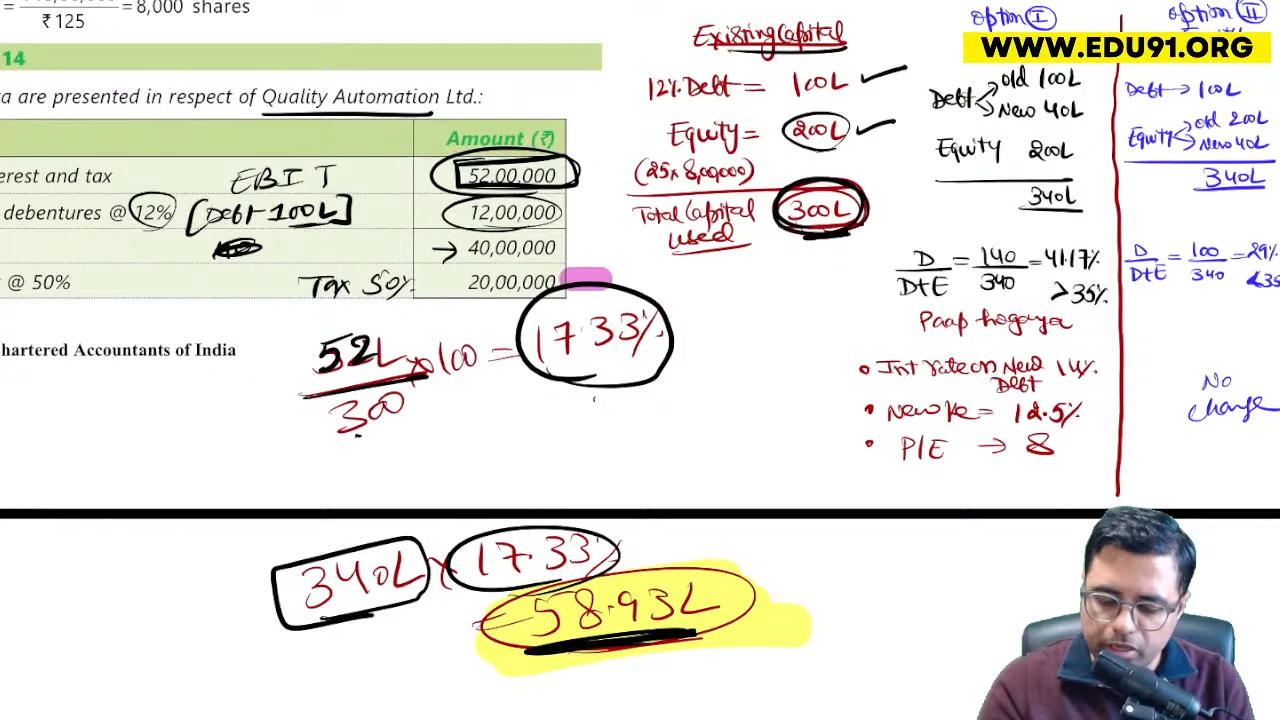 = 
₹ 125
= 8,000 shares
14
ta are presented in respect of Quality Automation Ltd.:
Amount (₹)
erest and tax EBIT 52,00,000
debentures @ 12% [Debt 100L] 12,00,000
→ 40,00,000
@ 50% Tax 50% 20,00,000
hartered Accountants of India
52L
300
× 100 = 17.33%
340L × 17.33%
= 58.93L
Existing Capital
12% Debt = 100L
Equity = 200L
(25 × 8,00,000)
Total Capital used 300L
option I
WWW.EDU91.ORG
Debt old 100L
New 40L
Equity 200L
340L
D/D+E = 140/340 = 41.17%
>35%
Paap hogaya
• Int rate on New Debt 14%
• New Ke = 12.5%
• P/E → 8
option II
Debt → 100L
Equity old 200L
New 40L
340L
D/D+E = 100/340 = 29%
<35
No change